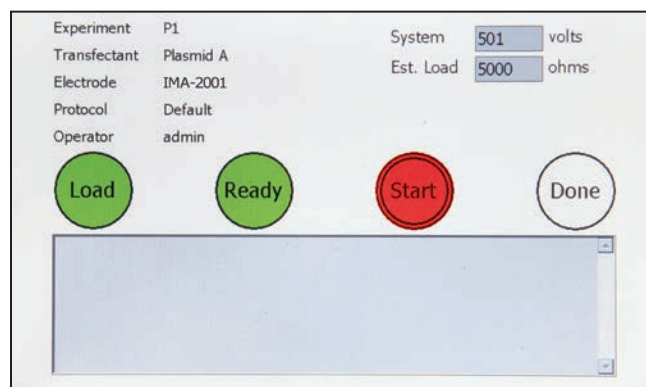 Experiment P1
Transfectant Plasmid A
Electrode IMA-2001
Protocol Default
Operator admin
System 501 volts
Est. Load 5000 ohms
Load Ready Start Done